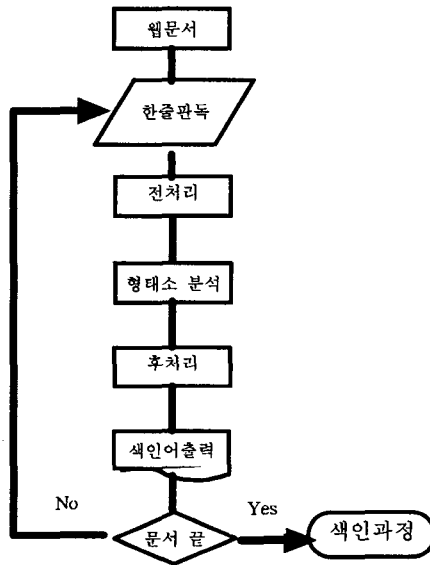 웹문서
한줄판독
전처리
형태소 분석
후처리
색인어출력
No
Yes
문서 끝
색인과정